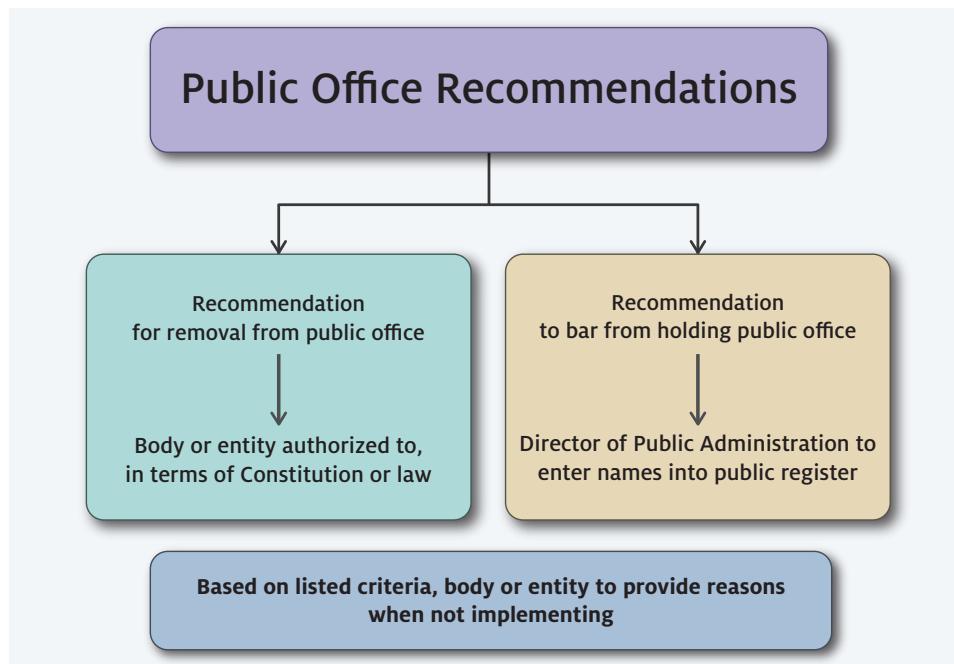 Public Office Recommendations
Recommendation
for removal from public office
Body or entity authorized to,
in terms of Constitution or law
Recommendation
to bar from holding public office
Director of Public Administration to
enter names into public register
Based on listed criteria, body or entity to provide reasons
when not implementing